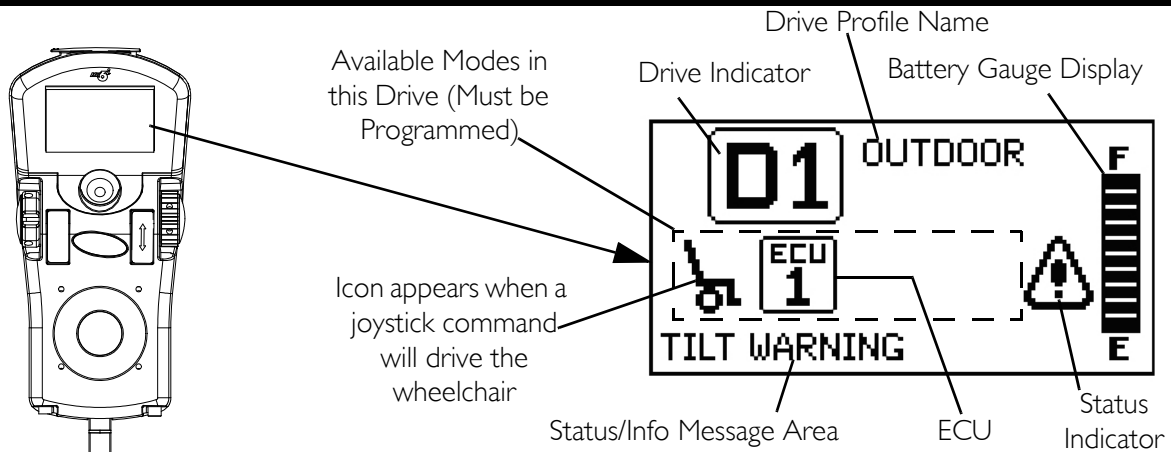 Drive Profile Name
Available Modes in
this Drive (Must be
Programmed)
Drive Indicator
Battery Gauge Display
D1
OUTDOOR
F
ECU
1
E
TILT WARNING
Icon appears when a
joystick command
will drive the
wheelchair
Status/Info Message Area
ECU
Status
Indicator